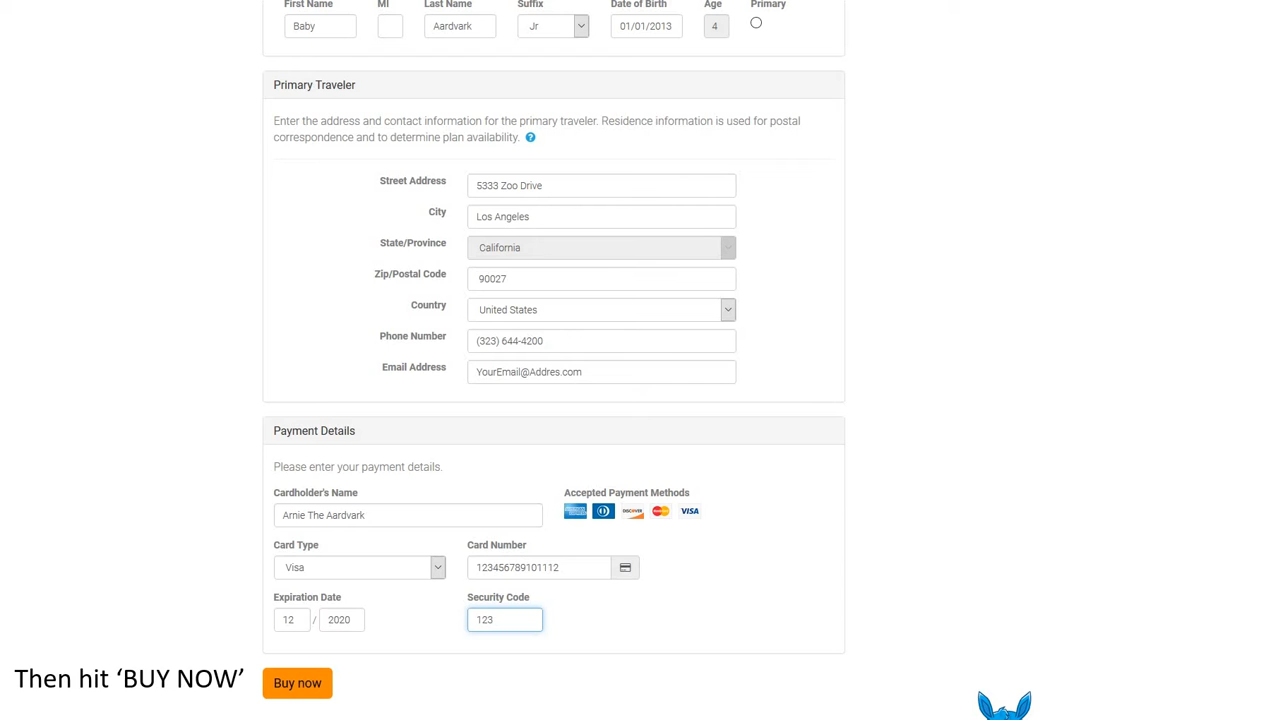 First Name MI Last Name Suffix Date of Birth Age Primary
Baby Aardvark Jr 01/01/2013 4
Primary Traveler
Enter the address and contact information for the primary traveler. Residence information is used for postal
correspondence and to determine plan availability. ?
Street Address 5333 Zoo Drive
City Los Angeles
State/Province California
Zip/Postal Code 90027
Country United States
Phone Number (323) 644-4200
Email Address YourEmail@Addres.com
Payment Details
Please enter your payment details.
Cardholder's Name Accepted Payment Methods
Arnie The Aardvark DISCOVER VISA
Card Type Card Number
Visa 123456789101112
Expiration Date Security Code
12 / 2020 123
Then hit ‘BUY NOW’ Buy now